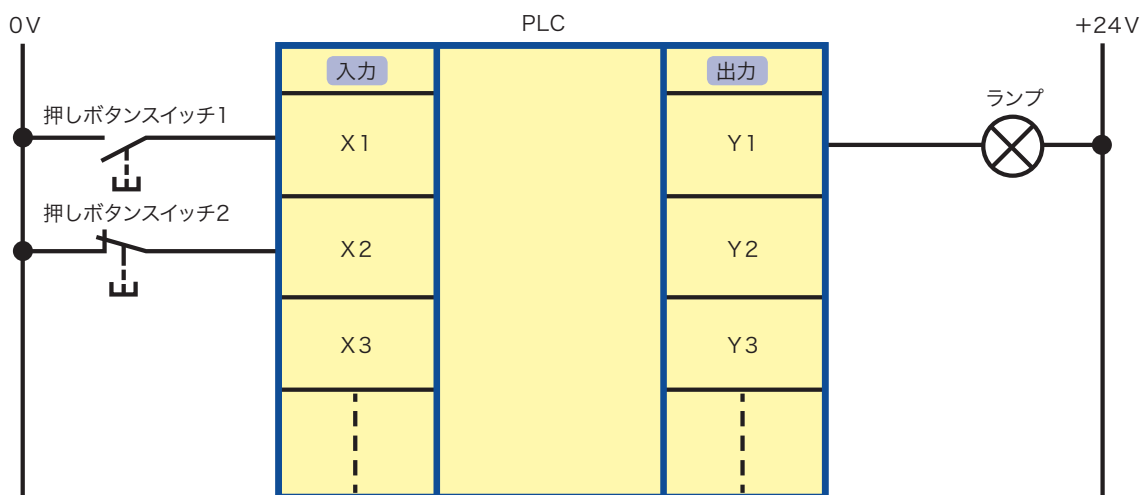 0V
PLC
+24V
入力
出力
押しボタンスイッチ1
X1
Y1
ランプ
押しボタンスイッチ2
X2
Y2
X3
Y3